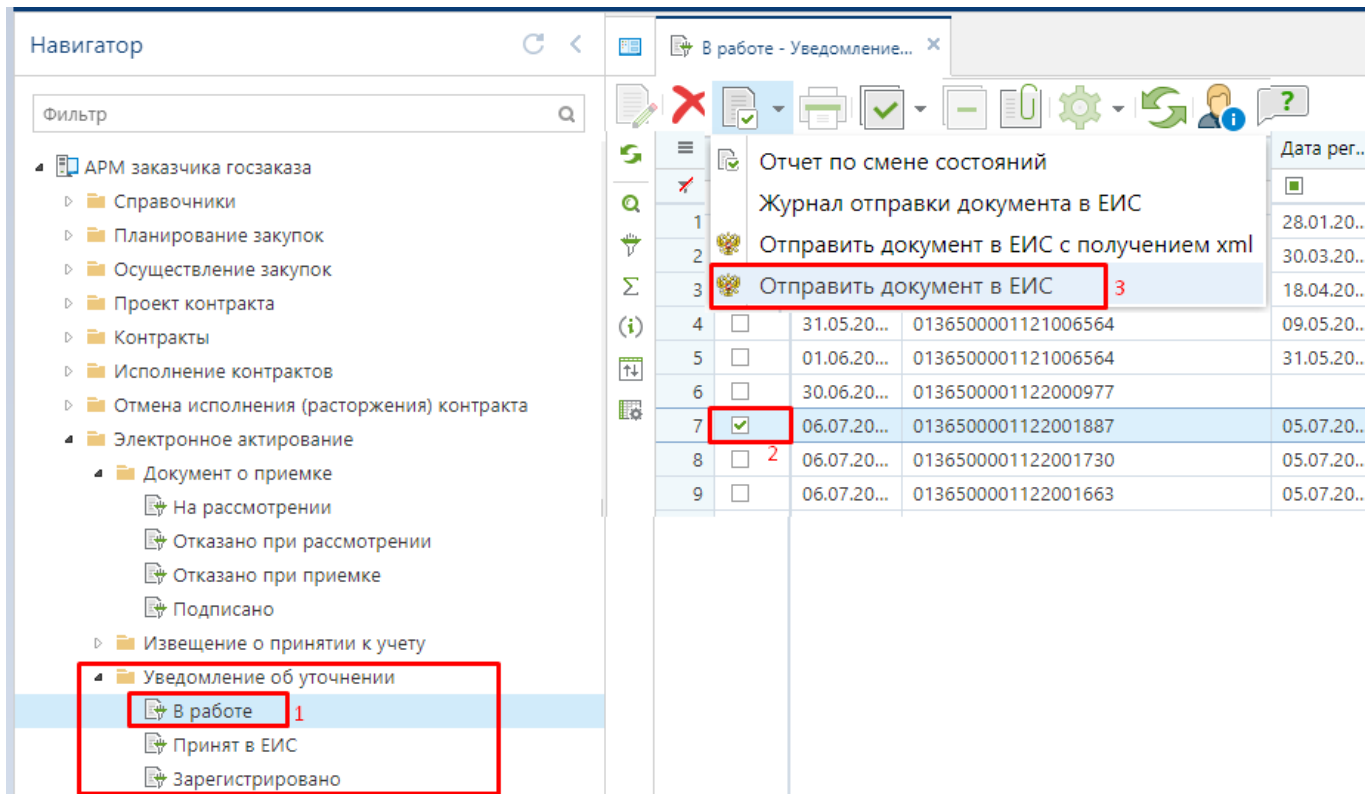 Навигатор
Фильтр
АРМ заказчика госзаказа
Справочники
Планирование закупок
Осуществление закупок
Проект контракта
Контракты
Исполнение контрактов
Отмена исполнения (расторжения) контракта
Электронное актирование
Документ о приемке
На рассмотрении
Отказано при рассмотрении
Отказано при приемке
Подписано
Извещение о принятии к учету
Уведомление об уточнении
В работе 1
Принят в ЕИС
Зарегистрировано
В работе - Уведомление...
Отчет по смене состояний
Журнал отправки документа в ЕИС
Отправить документ в ЕИС с получением xml
Отправить документ в ЕИС 3
Дата рег...
1 28.01.20...
2 30.03.20...
3 18.04.20...
4 31.05.20... 0136500001121006564 09.05.20...
5 01.06.20... 0136500001121006564 31.05.20...
6 30.06.20... 0136500001122000977
7 06.07.20... 0136500001122001887 05.07.20...
8 2 06.07.20... 0136500001122001730 05.07.20...
9 06.07.20... 0136500001122001663 05.07.20...